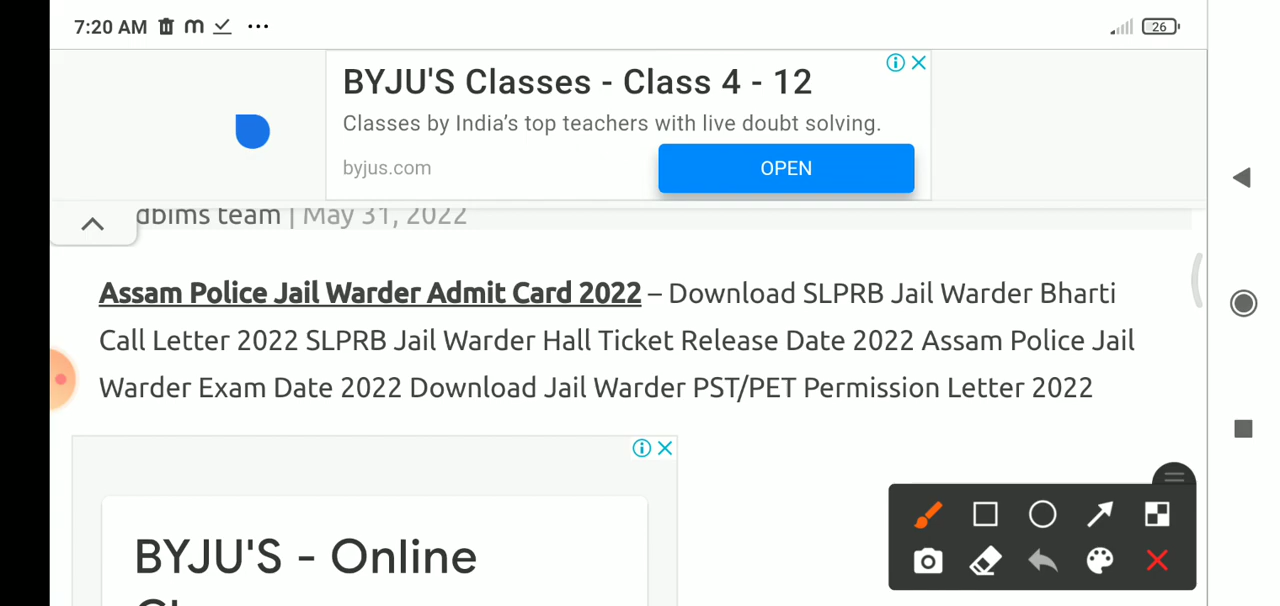 7:20 AM
26
BYJU'S Classes - Class 4 - 12
Classes by India's top teachers with live doubt solving.
byjus.com
OPEN
dbims team | May 31, 2022
Assam Police Jail Warder Admit Card 2022 – Download SLPRB Jail Warder Bharti
Call Letter 2022 SLPRB Jail Warder Hall Ticket Release Date 2022 Assam Police Jail
Warder Exam Date 2022 Download Jail Warder PST/PET Permission Letter 2022
BYJU'S - Online